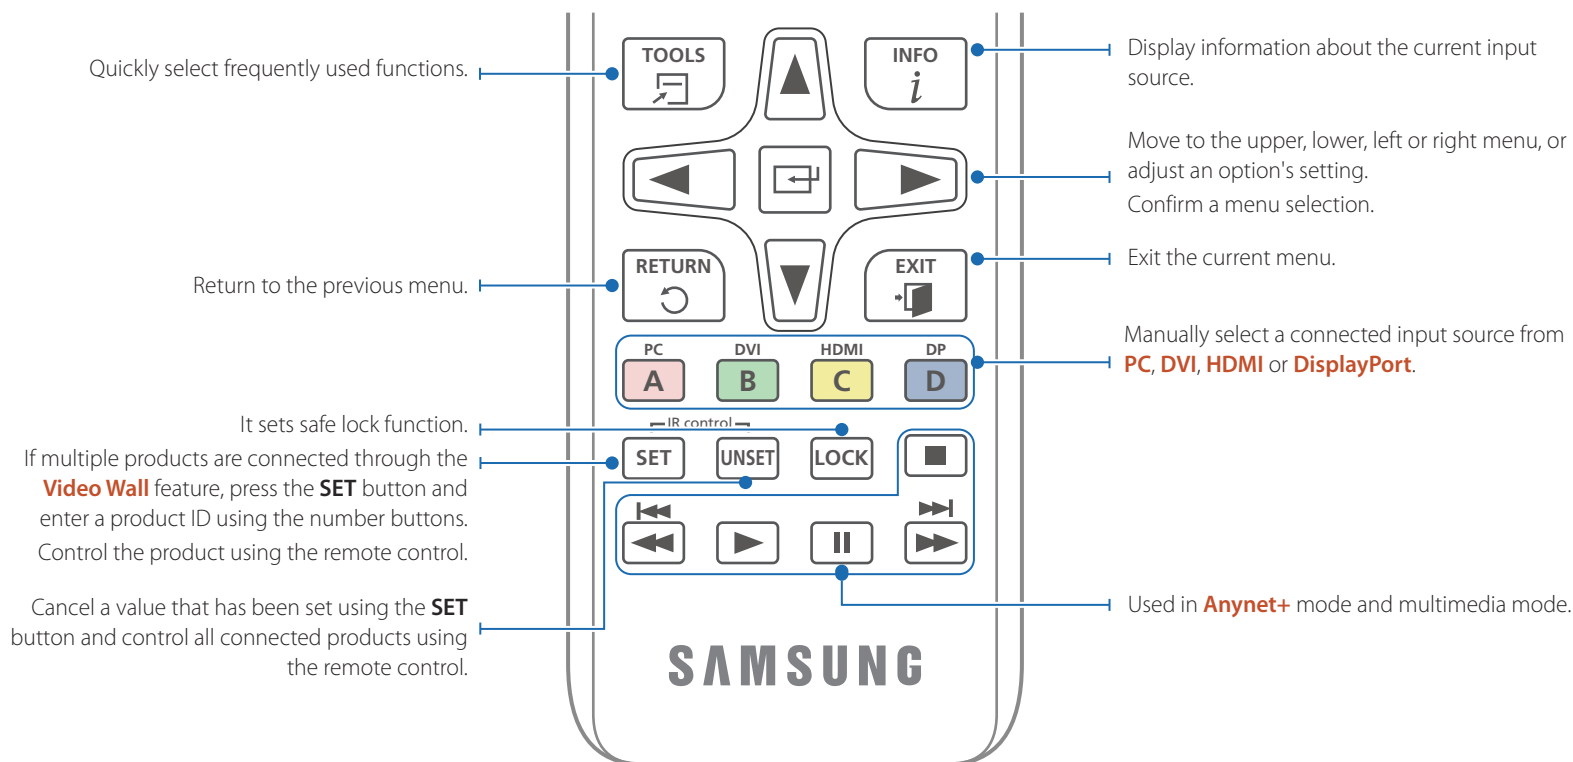 TOOLS
INFO
i
Quickly select frequently used functions.
Display information about the current input
source.
Move to the upper, lower, left or right menu, or
adjust an option's setting.
Confirm a menu selection.
RETURN
EXIT
Return to the previous menu.
Exit the current menu.
Manually select a connected input source from
PC, DVI, HDMI or DisplayPort.
PC DVI HDMI DP
A B C D
It sets safe lock function.
IR control
SET UNSET LOCK
If multiple products are connected through the
Video Wall feature, press the SET button and
enter a product ID using the number buttons.
Control the product using the remote control.
Cancel a value that has been set using the SET
button and control all connected products using
the remote control.
Used in Anynet+ mode and multimedia mode.
SAMSUNG